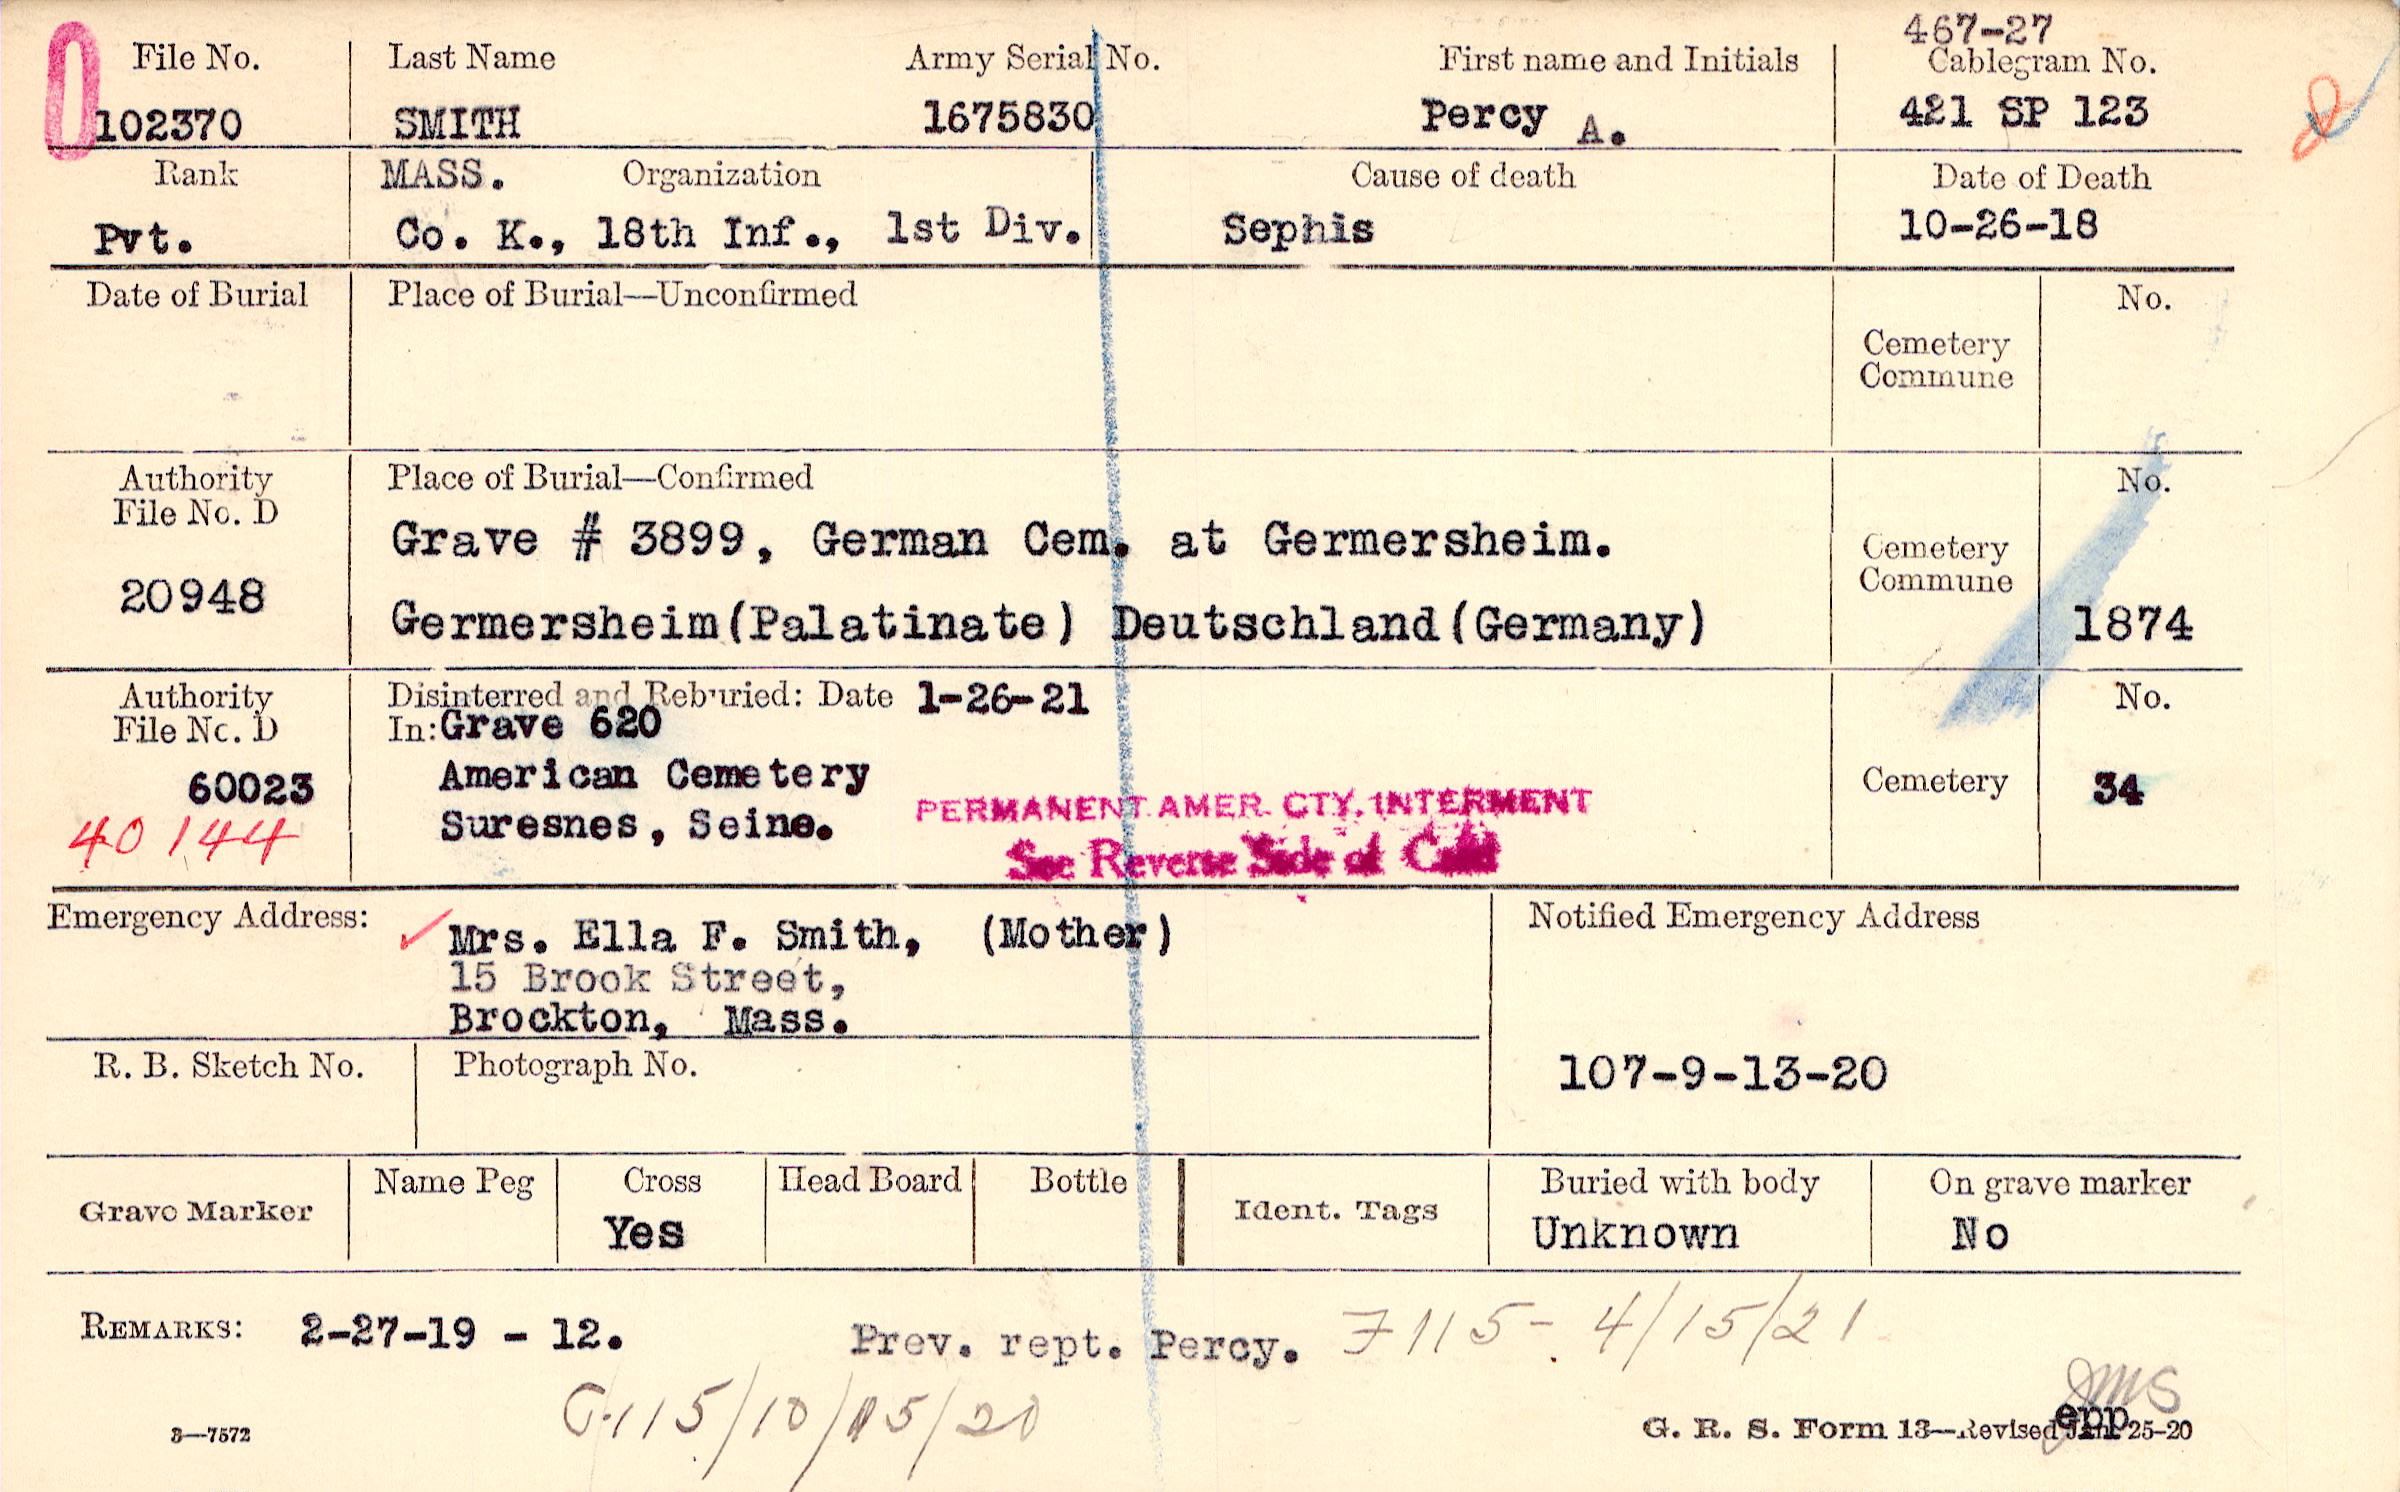 467-27
File No. Last Name Army Serial No. First name and Initials Cablegram No.
102370 SMITH 1675830 Percy A. 421 SP 123
Rank MASS. Organization Cause of death Date of Death
Pvt. Co. K., 18th Inf., 1st Div. Sephis 10-26-18
Date of Burial Place of Burial—Unconfirmed No.
Cemetery
Commune
Authority Place of Burial—Confirmed No.
File No. D
Grave # 3899, German Cem. at Germersheim. Cemetery
Commune
20948 Germersheim(Palatinate) Deutschland(Germany) 1874
Authority Disinterred and Reburied: Date 1-26-21 No.
File No. D In: Grave 620
60023 American Cemetery Cemetery 34
40144 Suresnes, Seine. PERMANENT AMER. CTY. INTERMENT
See Reverse Side of Card
Emergency Address: Mrs. Ella F. Smith, (Mother) Notified Emergency Address
15 Brook Street,
Brockton, Mass.
R. B. Sketch No. Photograph No. 107-9-13-20
Grave Marker Name Peg Cross Head Board Bottle Ident. Tags Buried with body On grave marker
Yes Unknown No
REMARKS: 2-27-19 - 12. Prev. rept. Percy. 7115- 4/15/21
G-115/10/15/20
JMS
epp
3—7572 G. R. S. Form 13—Revised Jan. 25-20